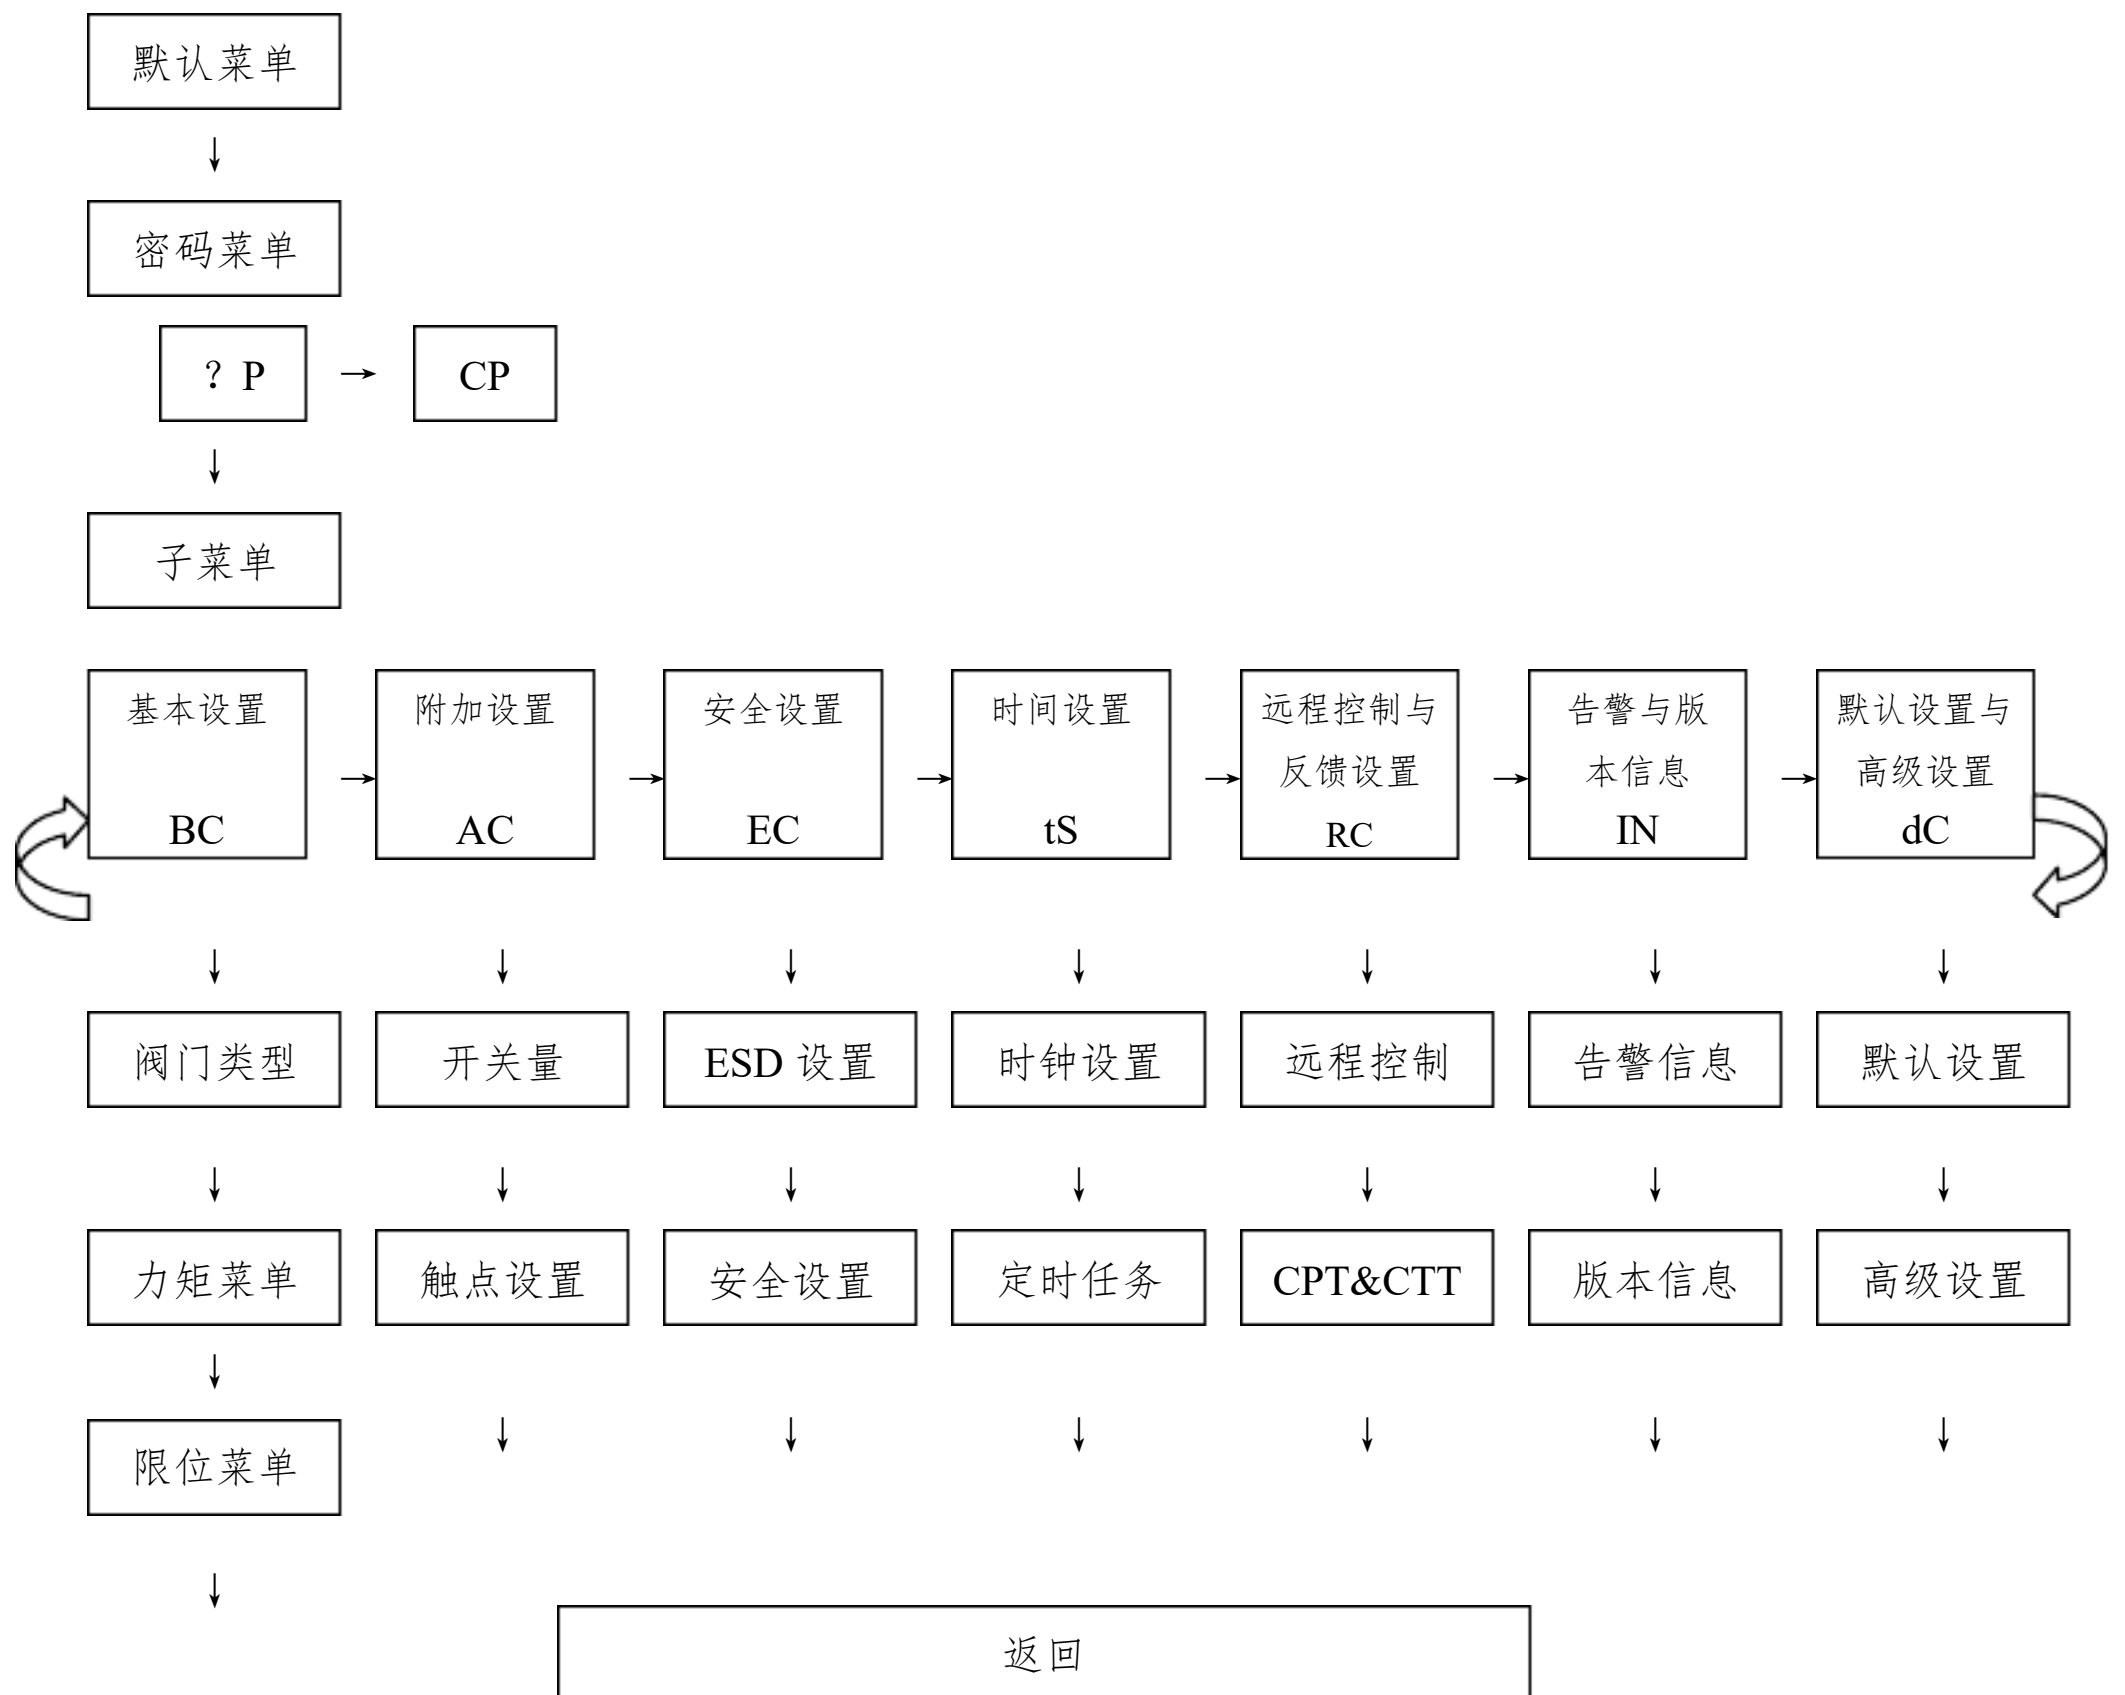 默认菜单
↓
密码菜单
？P → CP
↓
子菜单
基本设置
BC
→
附加设置
AC
→
安全设置
EC
→
时间设置
tS
→
远程控制与
反馈设置
RC
→
告警与版
本信息
IN
→
默认设置与
高级设置
dC
↓ ↓ ↓ ↓ ↓ ↓ ↓
阀门类型 开关量 ESD 设置 时钟设置 远程控制 告警信息 默认设置
↓ ↓ ↓ ↓ ↓ ↓ ↓
力矩菜单 触点设置 安全设置 定时任务 CPT&CTT 版本信息 高级设置
↓
限位菜单
↓ ↓ ↓ ↓ ↓ ↓
↓
返回